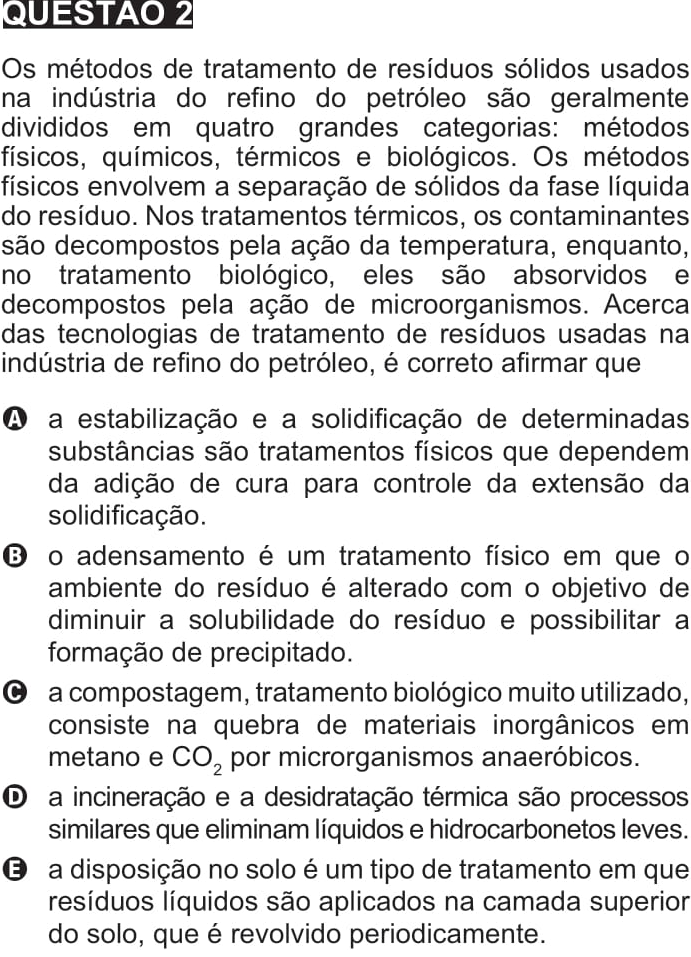 QUESTÃO 2
Os métodos de tratamento de resíduos sólidos usados
na indústria do refino do petróleo são geralmente
divididos em quatro grandes categorias: métodos
físicos, químicos, térmicos e biológicos. Os métodos
físicos envolvem a separação de sólidos da fase líquida
do resíduo. Nos tratamentos térmicos, os contaminantes
são decompostos pela ação da temperatura, enquanto,
no tratamento biológico, eles são absorvidos e
decompostos pela ação de microorganismos. Acerca
das tecnologias de tratamento de resíduos usadas na
indústria de refino do petróleo, é correto afirmar que
A a estabilização e a solidificação de determinadas
substâncias são tratamentos físicos que dependem
da adição de cura para controle da extensão da
solidificação.
B o adensamento é um tratamento físico em que o
ambiente do resíduo é alterado com o objetivo de
diminuir a solubilidade do resíduo e possibilitar a
formação de precipitado.
C a compostagem, tratamento biológico muito utilizado,
consiste na quebra de materiais inorgânicos em
metano e CO₂ por microrganismos anaeróbicos.
D a incineração e a desidratação térmica são processos
similares que eliminam líquidos e hidrocarbonetos leves.
E a disposição no solo é um tipo de tratamento em que
resíduos líquidos são aplicados na camada superior
do solo, que é revolvido periodicamente.